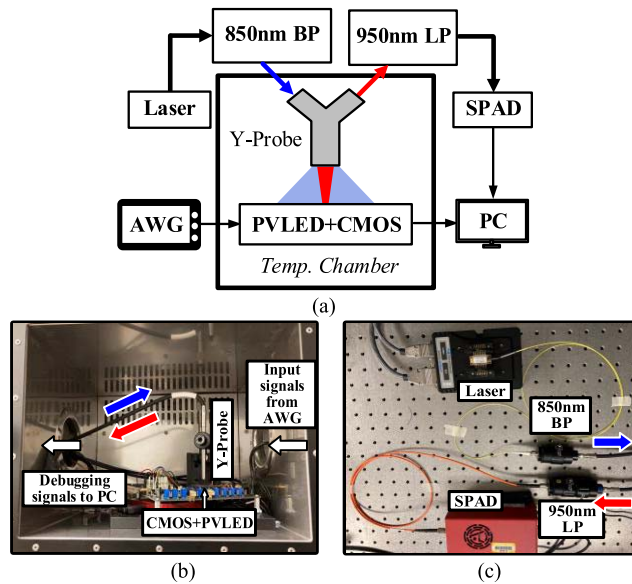 850nm BP
950nm LP
Laser
SPAD
Y-Probe
AWG
PVLED+CMOS
PC
Temp. Chamber
(a)
Input
signals
from
AWG
Y-Probe
Debugging
signals to PC
CMOS+PVLED
(b)
Laser
850nm
BP
SPAD
950nm
LP
(c)